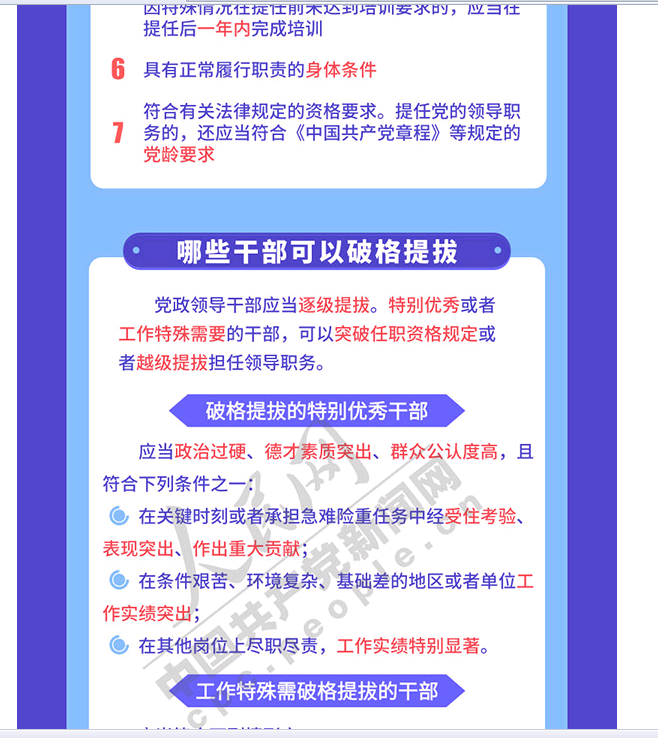 因特殊情况在提任前未达到培训要求的，应当在
提任后一年内完成培训
6 具有正常履行职责的身体条件
符合有关法律规定的资格要求。提任党的领导职
7 务的，还应当符合《中国共产党章程》等规定的
党龄要求
哪些干部可以破格提拔
党政领导干部应当逐级提拔。特别优秀或者
工作特殊需要的干部，可以突破任职资格规定或
者越级提拔担任领导职务。
破格提拔的特别优秀干部
应当政治过硬、德才素质突出、群众公认度高，且
符合下列条件之一：
在关键时刻或者承担急难险重任务中经受住考验、
表现突出、作出重大贡献；
在条件艰苦、环境复杂、基础差的地区或者单位工
作实绩突出；
在其他岗位上尽职尽责，工作实绩特别显著。
人民网
中国共产党新闻网
cpc.people.cn
工作特殊需破格提拔的干部